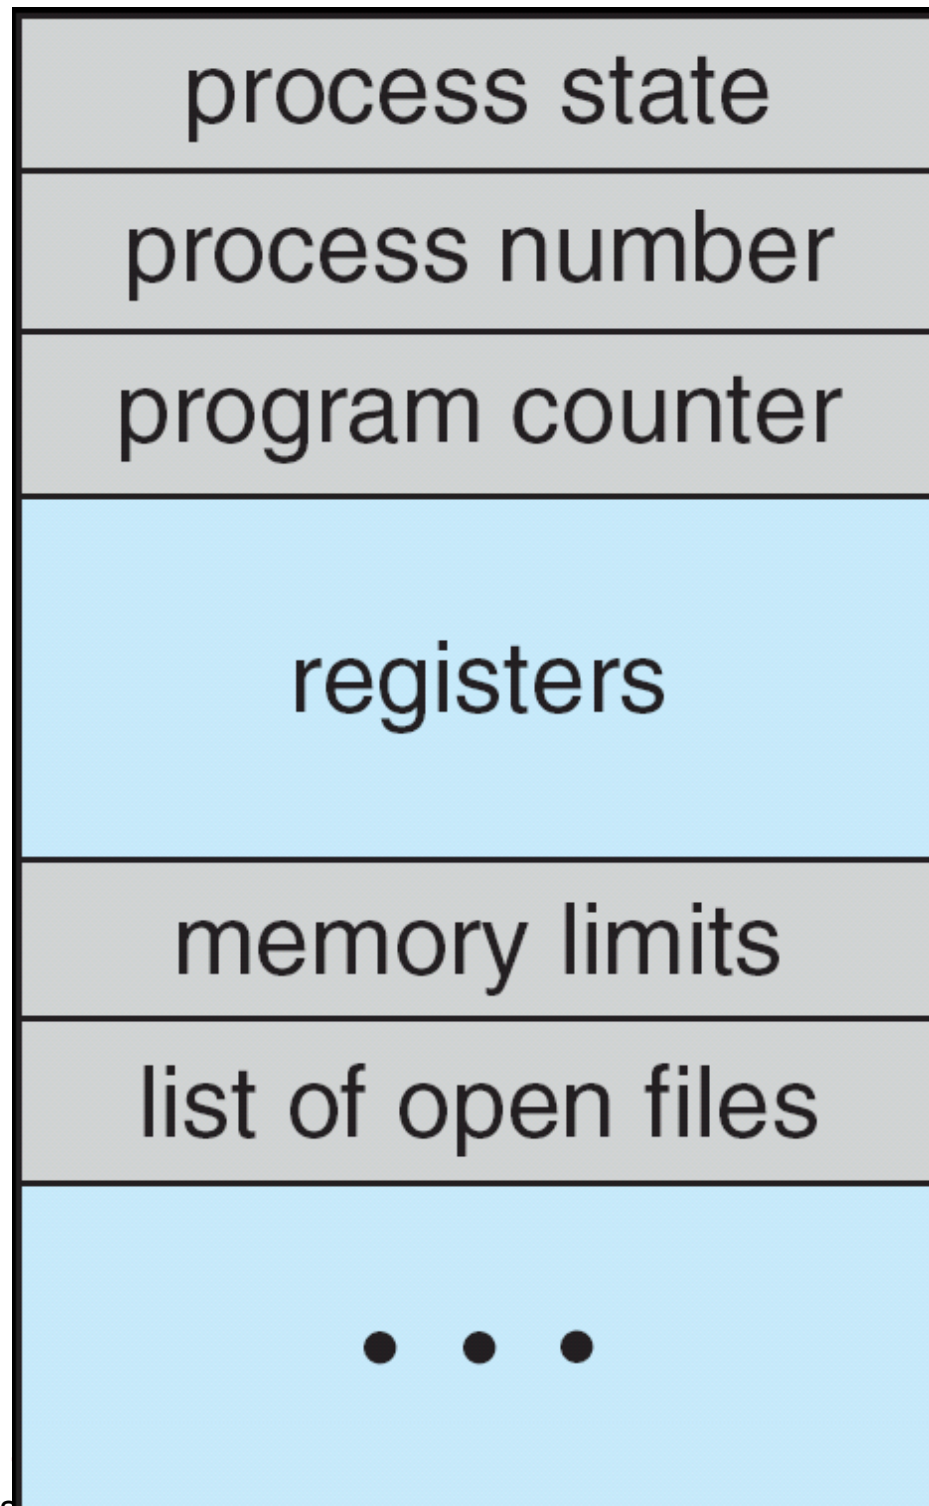 process state
process number
program counter
registers
memory limits
list of open files
• • •